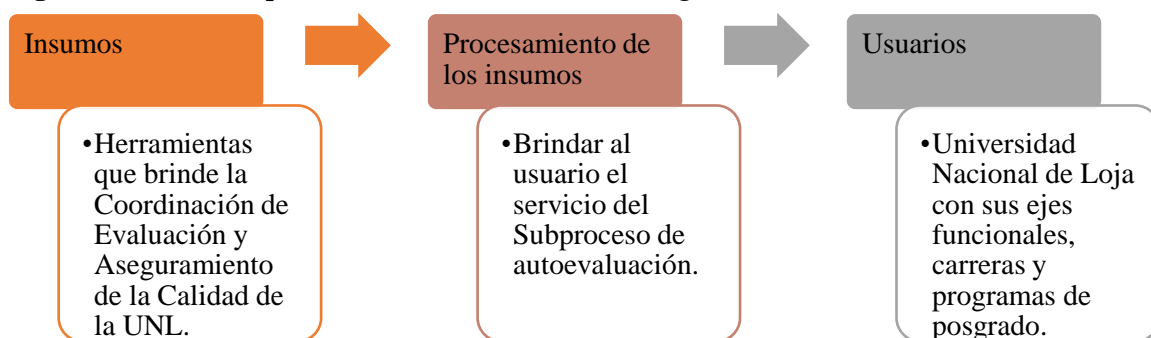 Insumos
•Herramientas
que brinde la
Coordinación de
Evaluación y
Aseguramiento
de la Calidad de
la UNL.
Procesamiento de
los insumos
•Brindar al
usuario el
servicio del
Subproceso de
autoevaluación.
Usuarios
•Universidad
Nacional de Loja
con sus ejes
funcionales,
carreras y
programas de
posgrado.